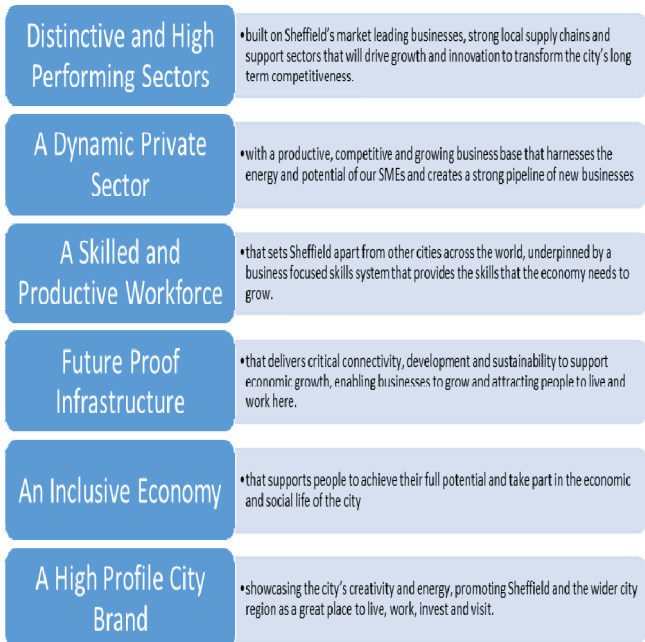 Distinctive and High
Performing Sectors
•built on Sheffield's market leading businesses, strong local supply chains and
support sectors that will drive growth and innovation to transform the city's long
term competitiveness.
A Dynamic Private
Sector
•with a productive, competitive and growing business base that harnesses the
energy and potential of our SMEs and creates a strong pipeline of new businesses
A Skilled and
Productive Workforce
•that sets Sheffield apart from other cities across the world, underpinned by a
business focused skills system that provides the skills that the economy needs to
grow.
Future Proof
Infrastructure
•that delivers critical connectivity, development and sustainability to support
economic growth, enabling businesses to grow and attracting people to live and
work here.
An Inclusive Economy
•that supports people to achieve their full potential and take part in the economic
and social life of the city
A High Profile City
Brand
•showcasing the city's creativity and energy, promoting Sheffield and the wider city
region as a great place to live, work, invest and visit.